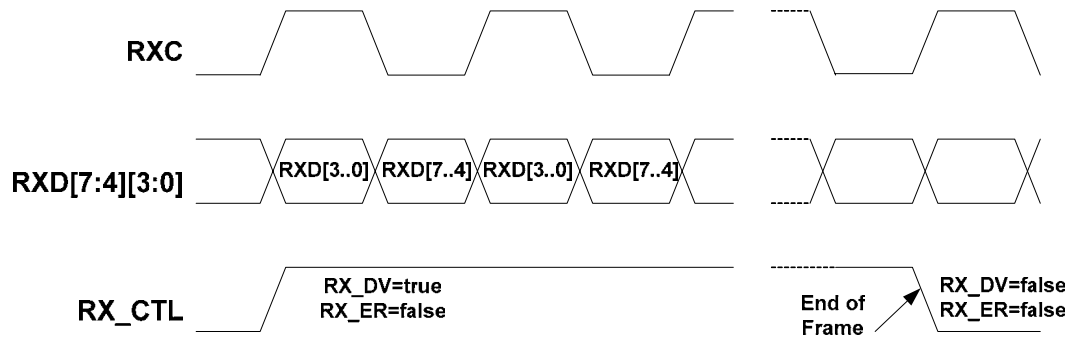 RXC
RXD[7:4][3:0]
RXD[3..0] RXD[7..4] RXD[3..0] RXD[7..4]
RX_CTL
RX_DV=true
RX_ER=false
End of
Frame
RX_DV=false
RX_ER=false